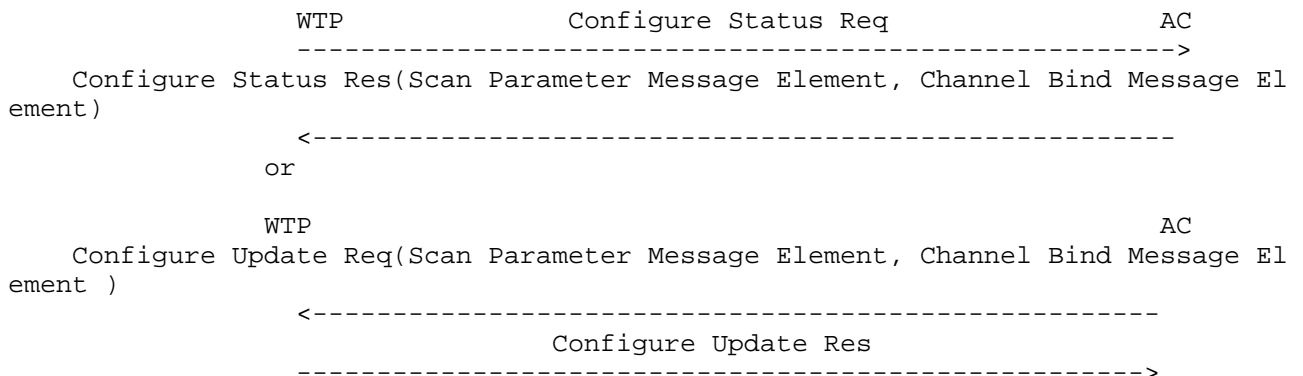 WTP Configure Status Req AC
------------------------------------------------------->
Configure Status Res(Scan Parameter Message Element, Channel Bind Message El
ement)
<------------------------------------------------------
or
WTP AC
Configure Update Req(Scan Parameter Message Element, Channel Bind Message El
ement )
<-----------------------------------------------------
Configure Update Res
----------------------------------------------------->